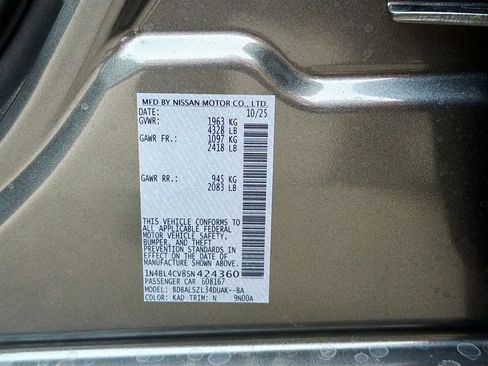 MFD BY NISSAN MOTOR CO., LTD.
DATE: 10/25
GVWR: 1963 KG
4328 LB
GAWR FR.: 1097 KG
2418 LB
GAWR RR.: 945 KG
2083 LB
THIS VEHICLE CONFORMS TO
ALL APPLICABLE FEDERAL
MOTOR VEHICLE SAFETY,
BUMPER, AND THEFT
PREVENTION STANDARDS IN
EFFECT ON THE DATE OF
MANUFACTURE SHOWN ABOVE.
1N4BL4CV8SN424360
PASSENGER CAR 608167
MODEL: BDBALSZL34DUAK--BA
COLOR: KAD TRIM: N 9N00A